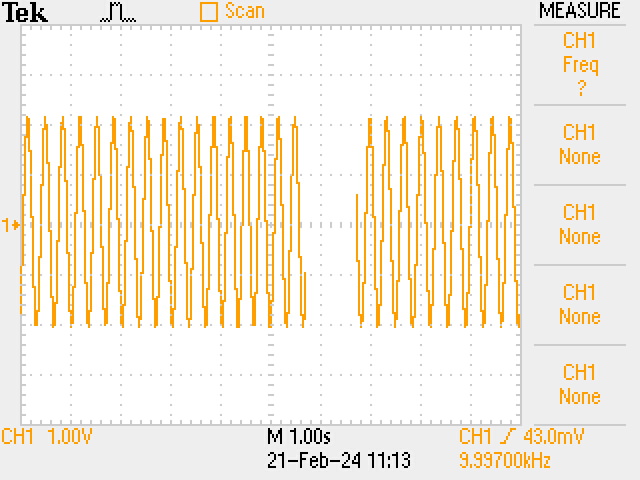 Tek Scan MEASURE
CH1
Freq
?
CH1
None
CH1
None
CH1
None
CH1
None
1
CH1 1.00V M 1.00s CH1 43.0mV
21-Feb-24 11:13 9.99700kHz